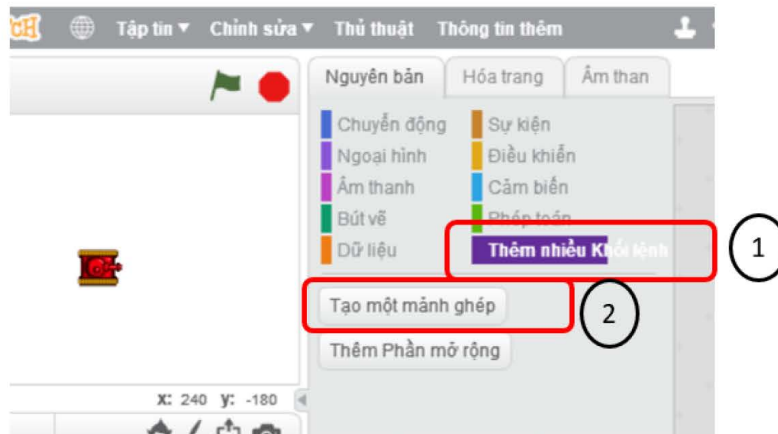 Tập tin Chỉnh sửa Thủ thuật Thông tin thêm
Nguyên bản Hóa trang Âm than
Chuyển động Sự kiện
Ngoại hình Điều khiển
Âm thanh Cảm biến
Bút vẽ Phép toán
Dữ liệu Thêm nhiều Khối lệnh
1
Tạo một mảnh ghép
2
Thêm Phần mở rộng
x: 240 y: -180